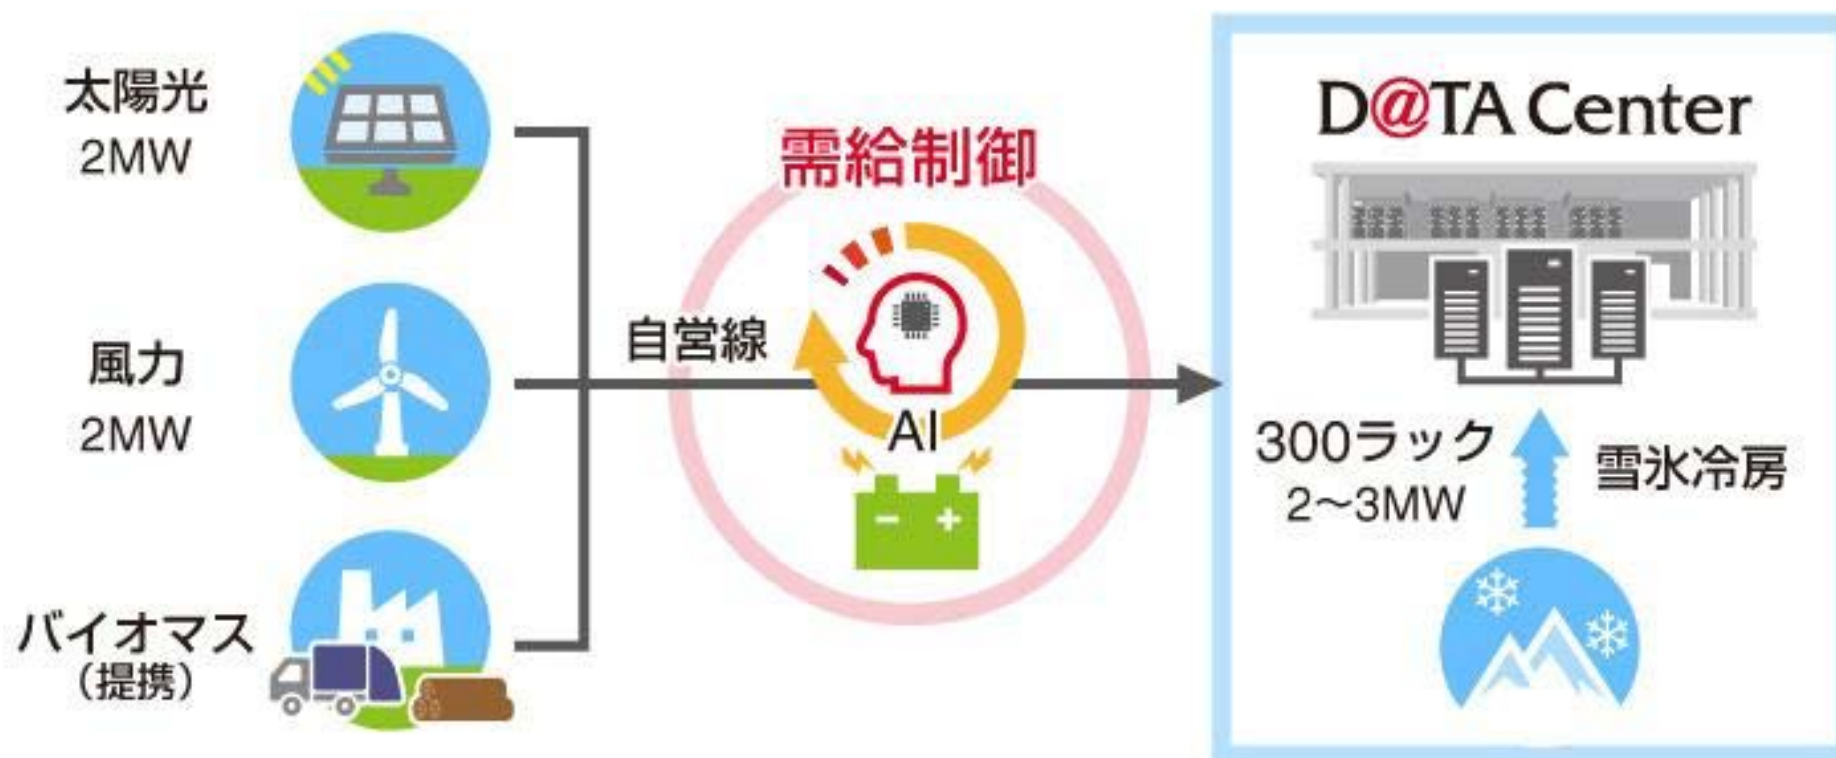 太陽光
2MW
風力
2MW
バイオマス
（提携）
自営線
需給制御
AI
D@TA Center
300ラック
2〜3MW
雪氷冷房